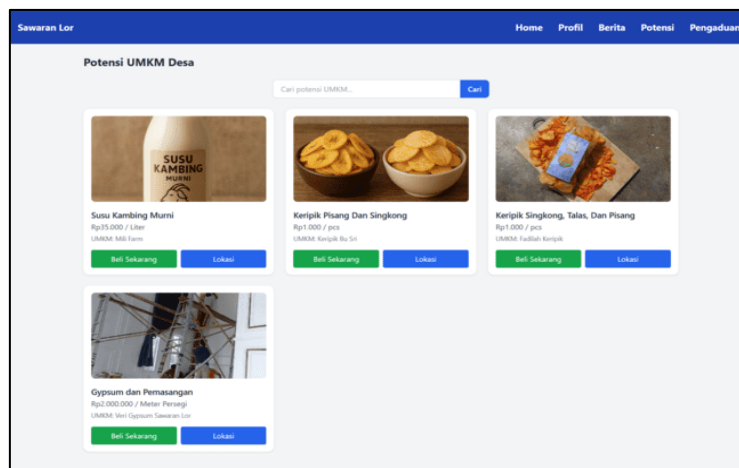 Sawaran Lor
Home Profil Berita Potensi Pengaduan
Potensi UMKM Desa
Cari potensi UMKM..
Cari
SUSU
KAMBING
MURNI
Susu Kambing Murni
Rp35.000 / Liter
UMKM: Mili Farm
Beli Sekarang Lokasi
Keripik Pisang Dan Singkong
Rp1.000 / pcs
UMKM: Keripik Bu Sri
Beli Sekarang Lokasi
Keripik Singkong, Talas, Dan Pisang
Rp1.000 / pcs
UMKM: Fadilah Keripik
Beli Sekarang Lokasi
Gypsum dan Pemasangan
Rp2.000.000 / Meter Persegi
UMKM: Veri Gypsum Sawaran Lor
Beli Sekarang Lokasi